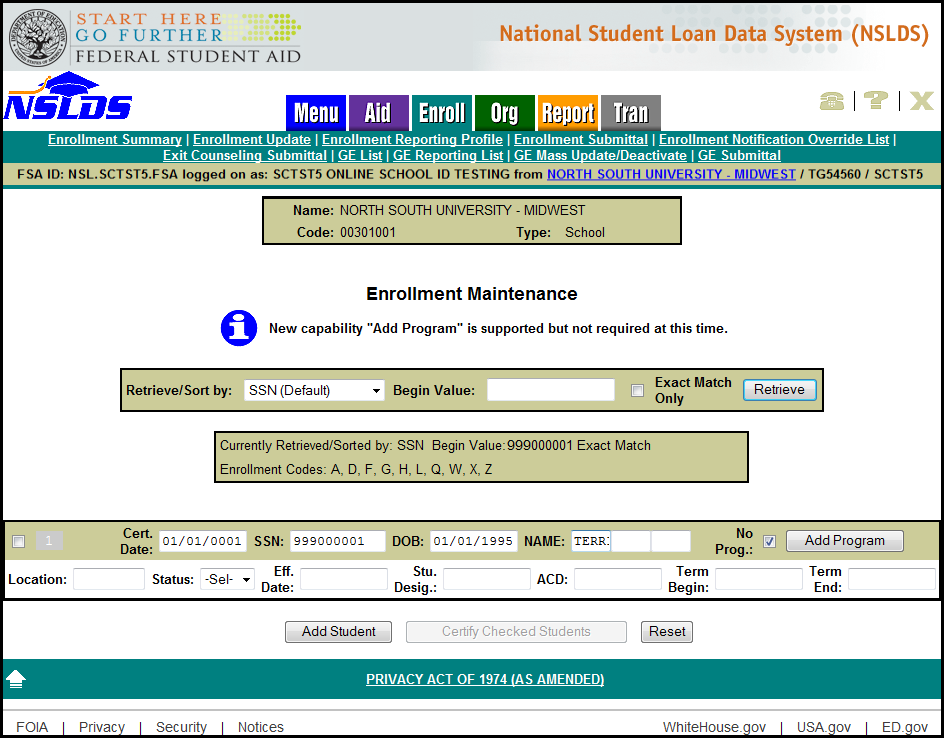 START HERE
GO FURTHER
FEDERAL STUDENT AID
National Student Loan Data System (NSLDS)
NSLDS
Menu Aid Enroll Org Report Tran
? X
Enrollment Summary | Enrollment Update | Enrollment Reporting Profile | Enrollment Submittal | Enrollment Notification Override List |
Exit Counseling Submittal | GE List | GE Reporting List | GE Mass Update/Deactivate | GE Submittal
FSA ID: NSL.SCTST5.FSA logged on as: SCTST5 ONLINE SCHOOL ID TESTING from NORTH SOUTH UNIVERSITY - MIDWEST / TG54560 / SCTST5
Name: NORTH SOUTH UNIVERSITY - MIDWEST
Code: 00301001 Type: School
Enrollment Maintenance
New capability "Add Program" is supported but not required at this time.
Retrieve/Sort by: SSN (Default) Begin Value: Exact Match Only Retrieve
Currently Retrieved/Sorted by: SSN Begin Value:999000001 Exact Match
Enrollment Codes: A, D, F, G, H, L, Q, W, X, Z
1 Cert. Date: 01/01/0001 SSN: 999000001 DOB: 01/01/1995 NAME: TERR No Prog.: Add Program
Location: Status: -Sel- Eff. Date: Stu. Desig.: ACD: Term Begin: Term End:
Add Student Certify Checked Students Reset
PRIVACY ACT OF 1974 (AS AMENDED)
FOIA | Privacy | Security | Notices WhiteHouse.gov | USA.gov | ED.gov